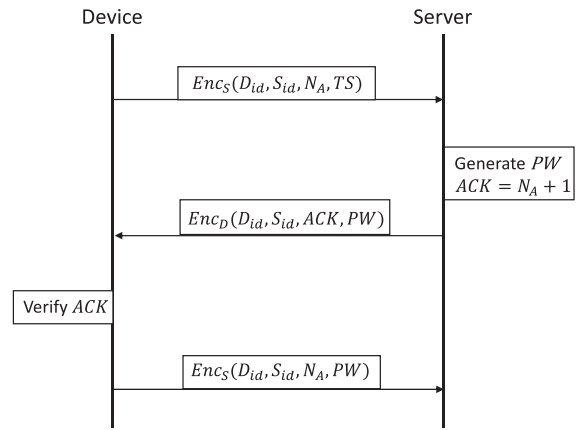 Device Server
Enc_S(D_id, S_id, N_A, TS)
Generate PW
ACK = N_A + 1
Enc_D(D_id, S_id, ACK, PW)
Verify ACK
Enc_S(D_id, S_id, N_A, PW)